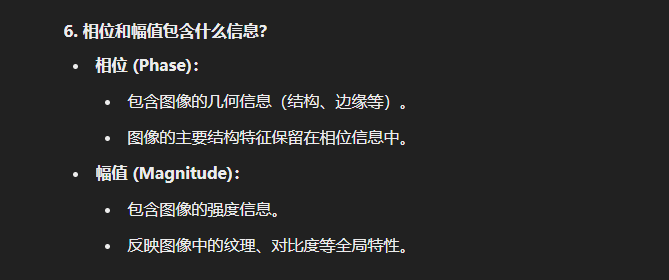 6. 相位和幅值包含什么信息?
相位 (Phase)：
包含图像的几何信息（结构、边缘等）。
图像的主要结构特征保留在相位信息中。
幅值 (Magnitude)：
包含图像的强度信息。
反映图像中的纹理、对比度等全局特性。